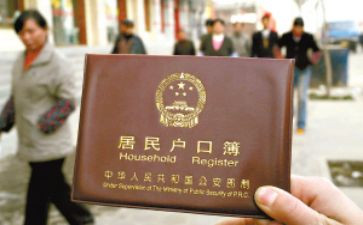 居民户口簿
Household Register
中华人民共和国公安部制
Under Supervision of The Ministry of Public Security of P.R.C.